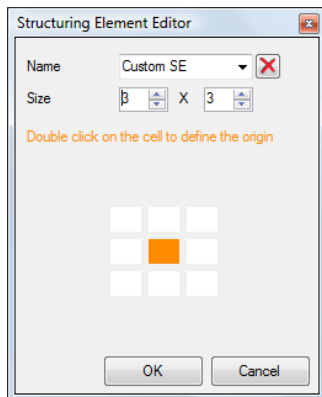 Structuring Element Editor
Name Custom SE
Size 3 X 3
Double click on the cell to define the origin
OK Cancel